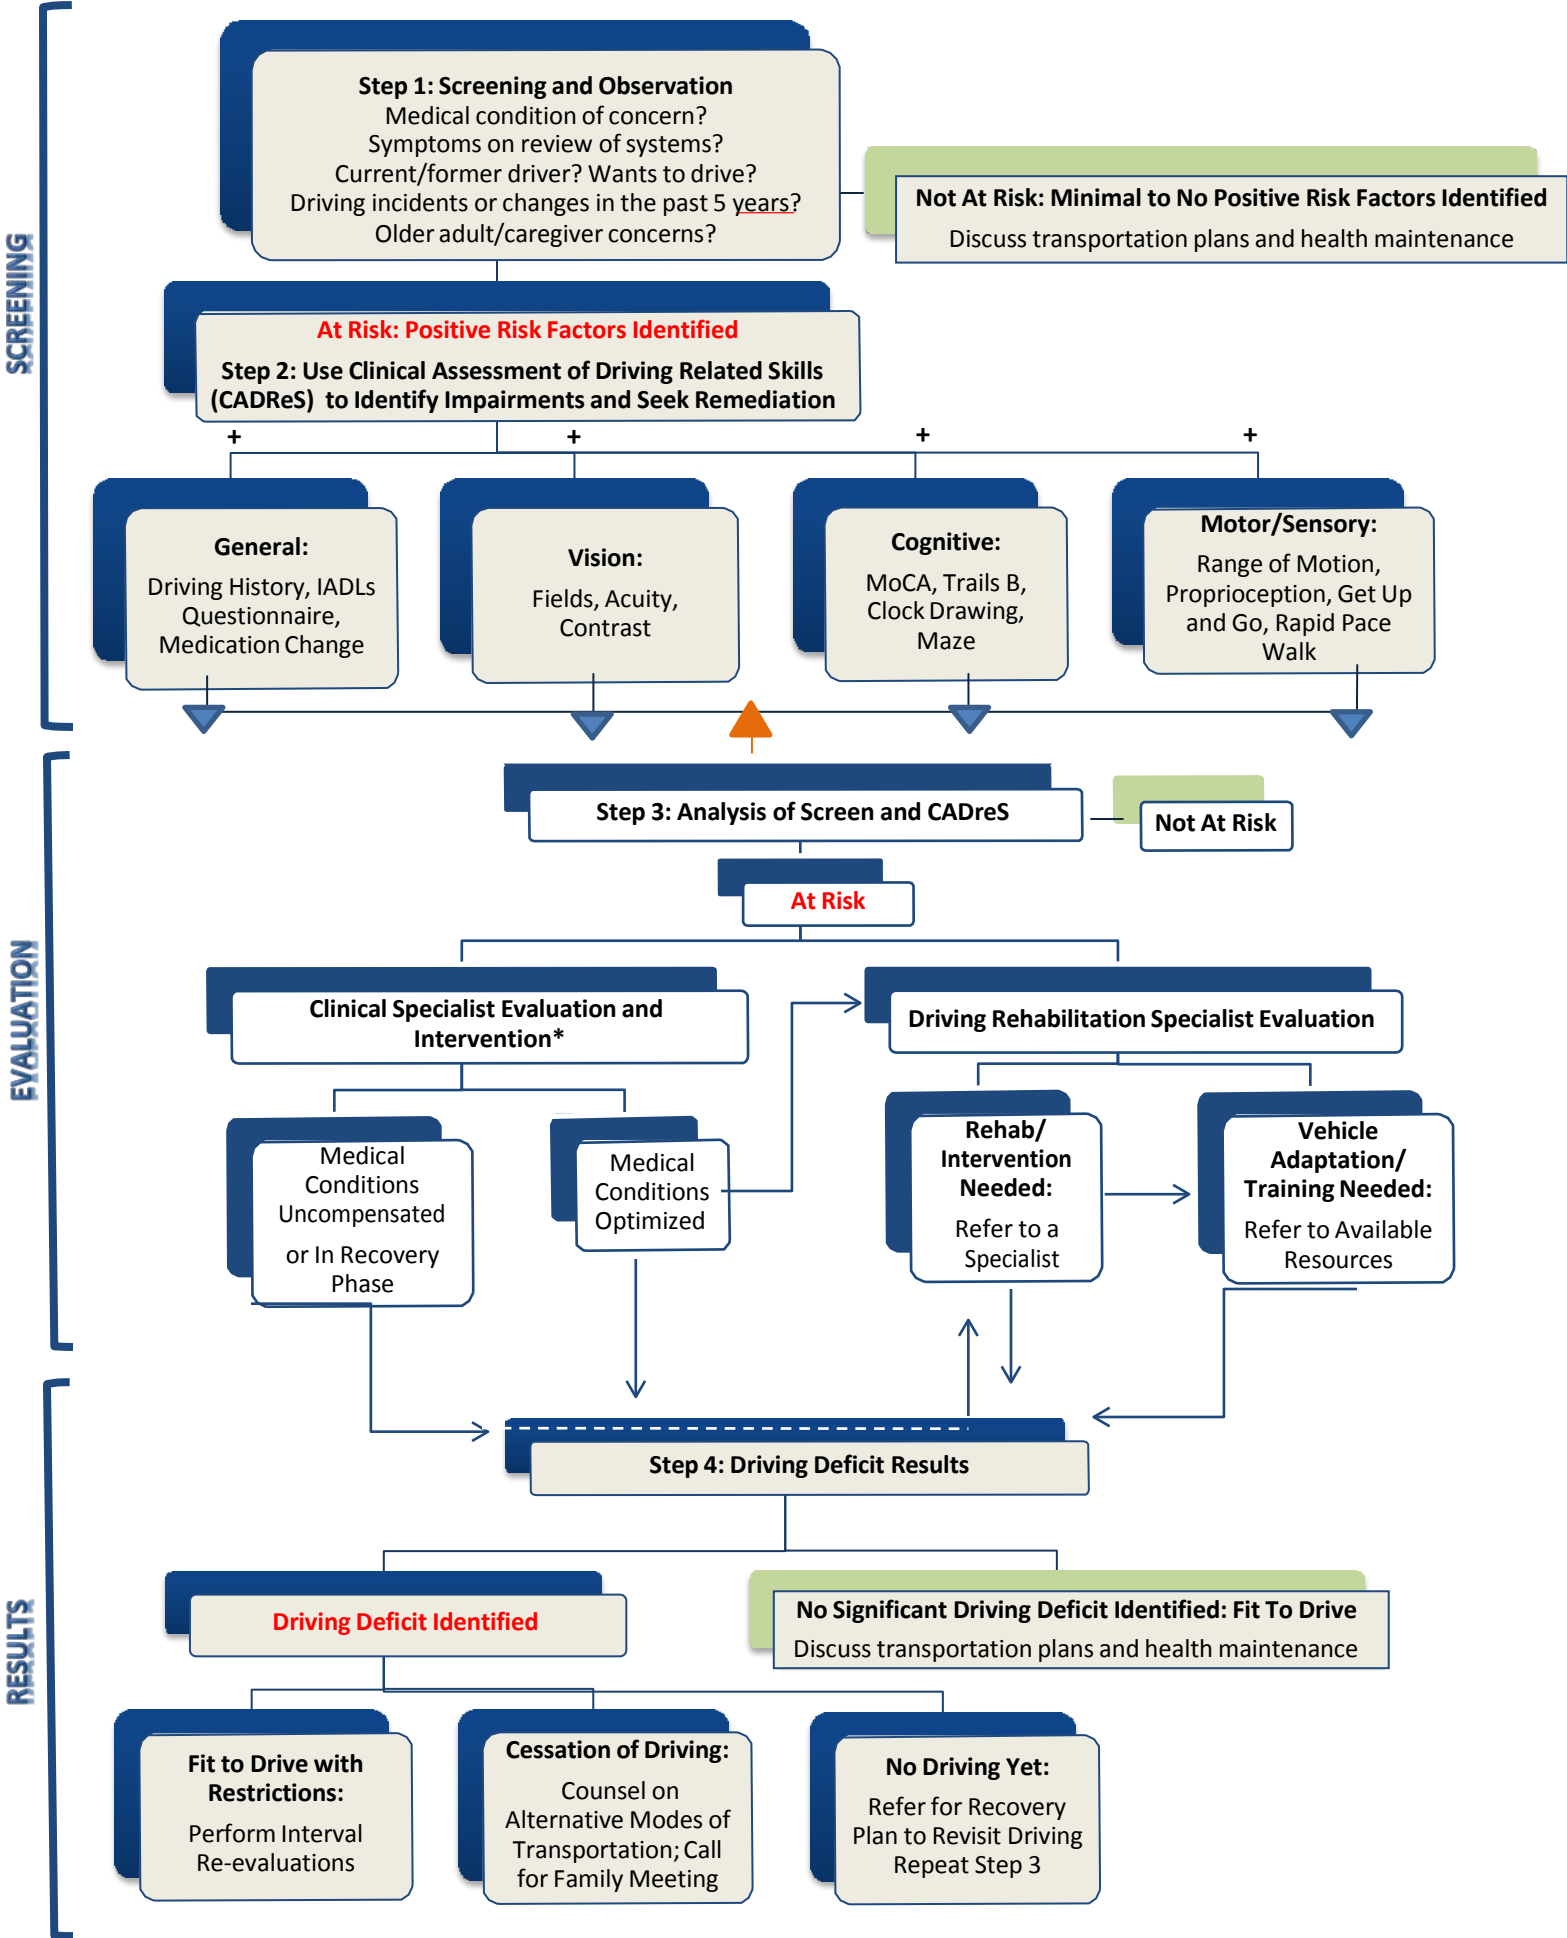 SCREENING
Step 1: Screening and Observation
Medical condition of concern?
Symptoms on review of systems?
Current/former driver? Wants to drive?
Driving incidents or changes in the past 5 years?
Older adult/caregiver concerns?
Not At Risk: Minimal to No Positive Risk Factors Identified
Discuss transportation plans and health maintenance
At Risk: Positive Risk Factors Identified
Step 2: Use Clinical Assessment of Driving Related Skills
(CADReS) to Identify Impairments and Seek Remediation
+ + + +
General:
Driving History, IADLs
Questionnaire,
Medication Change
Vision:
Fields, Acuity,
Contrast
Cognitive:
MoCA, Trails B,
Clock Drawing,
Maze
Motor/Sensory:
Range of Motion,
Proprioception, Get Up
and Go, Rapid Pace
Walk
EVALUATION
Step 3: Analysis of Screen and CADreS
Not At Risk
At Risk
Clinical Specialist Evaluation and
Intervention*
Driving Rehabilitation Specialist Evaluation
Medical
Conditions
Uncompensated
or In Recovery
Phase
Medical
Conditions
Optimized
Rehab/
Intervention
Needed:
Refer to a
Specialist
Vehicle
Adaptation/
Training Needed:
Refer to Available
Resources
RESULTS
Step 4: Driving Deficit Results
Driving Deficit Identified
No Significant Driving Deficit Identified: Fit To Drive
Discuss transportation plans and health maintenance
Fit to Drive with
Restrictions:
Perform Interval
Re-evaluations
Cessation of Driving:
Counsel on
Alternative Modes of
Transportation; Call
for Family Meeting
No Driving Yet:
Refer for Recovery
Plan to Revisit Driving
Repeat Step 3